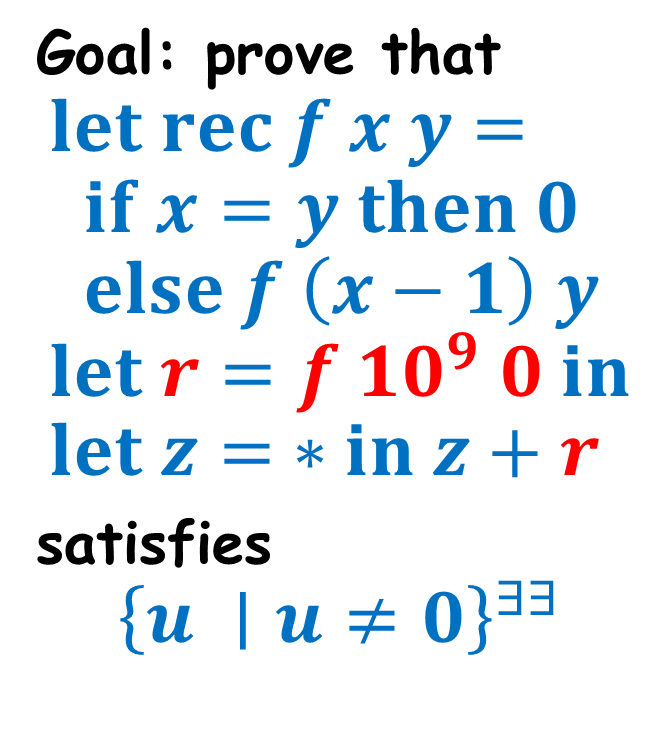 Goal: prove that
let rec f x y =
if x = y then 0
else f (x − 1) y
let r = f 10⁹ 0 in
let z = ∗ in z + r
satisfies
{u | u ≠ 0}^∃∃